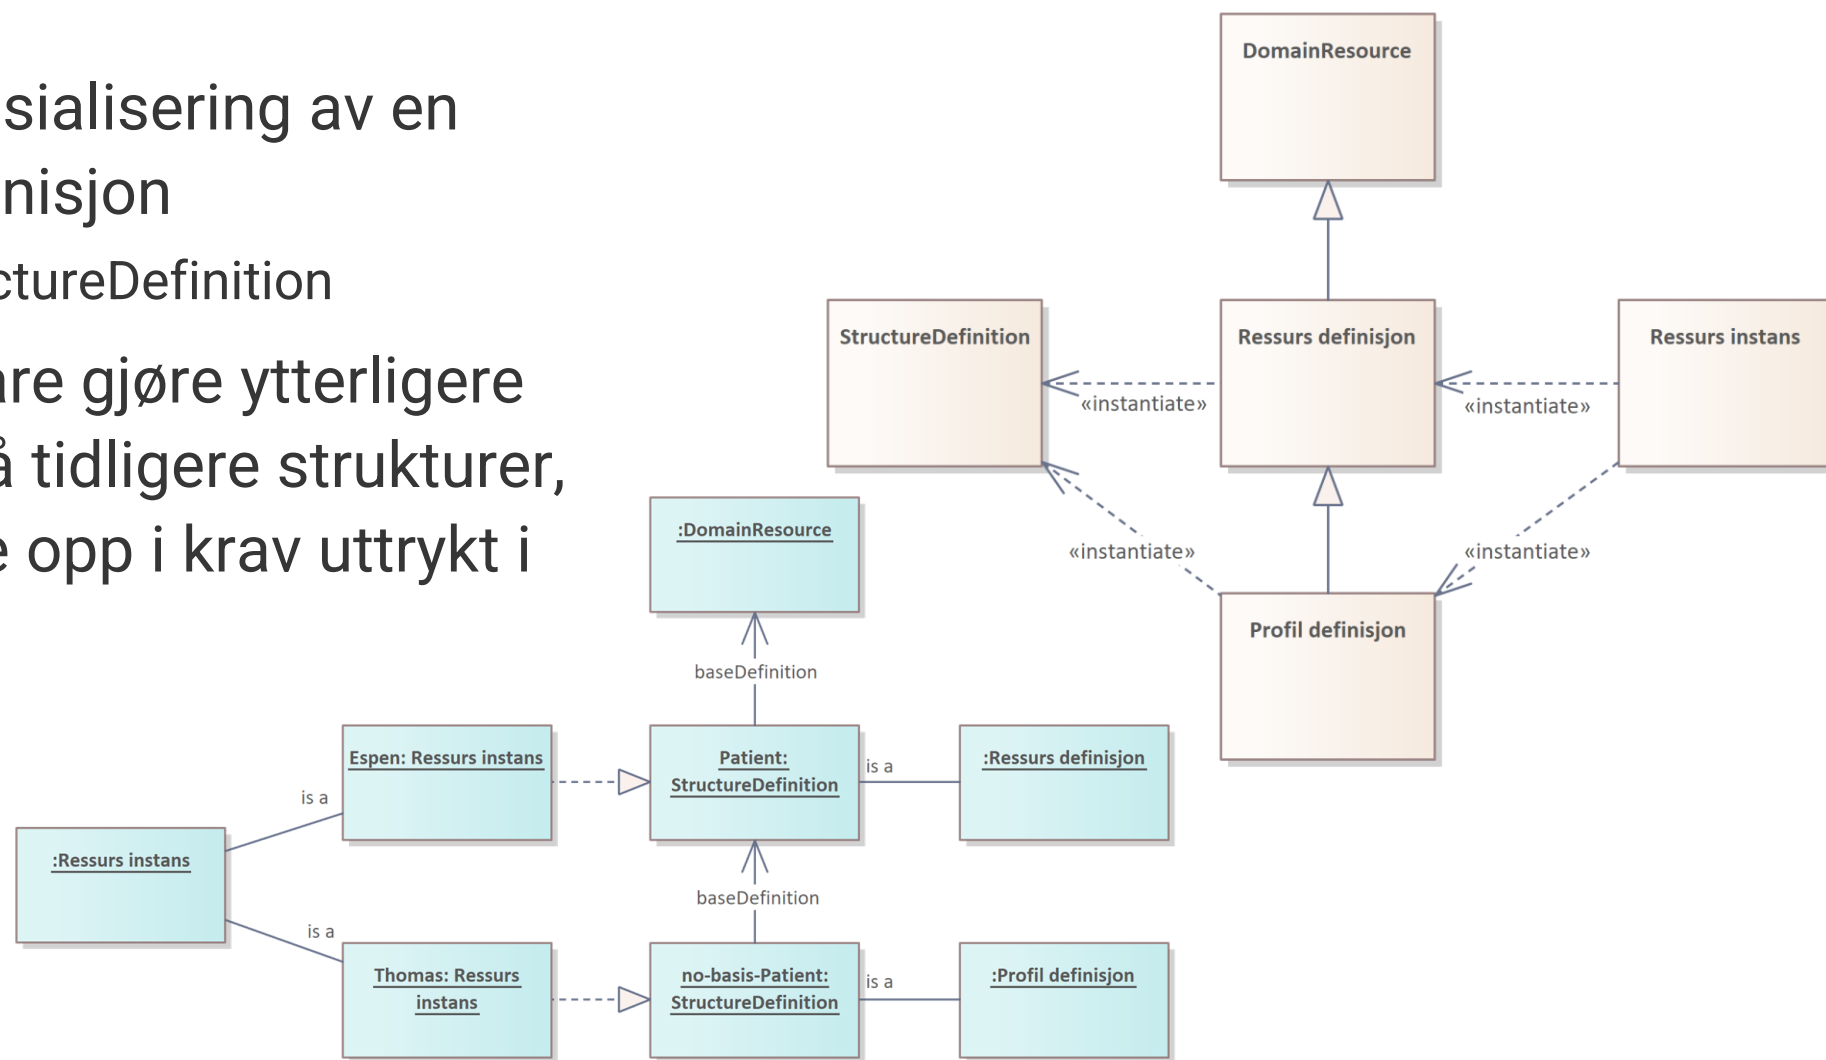 sialisering av en
nisjon
ctureDefinition
are gjøre ytterligere
å tidligere strukturer,
e opp i krav uttrykt i
DomainResource
StructureDefinition
Ressurs definisjon
Ressurs instans
«instantiate»
«instantiate»
«instantiate»
«instantiate»
Profil definisjon
:DomainResource
baseDefinition
Espen: Ressurs instans
Patient:
StructureDefinition
is a
:Ressurs definisjon
is a
:Ressurs instans
baseDefinition
is a
Thomas: Ressurs
instans
no-basis-Patient:
StructureDefinition
is a
:Profil definisjon